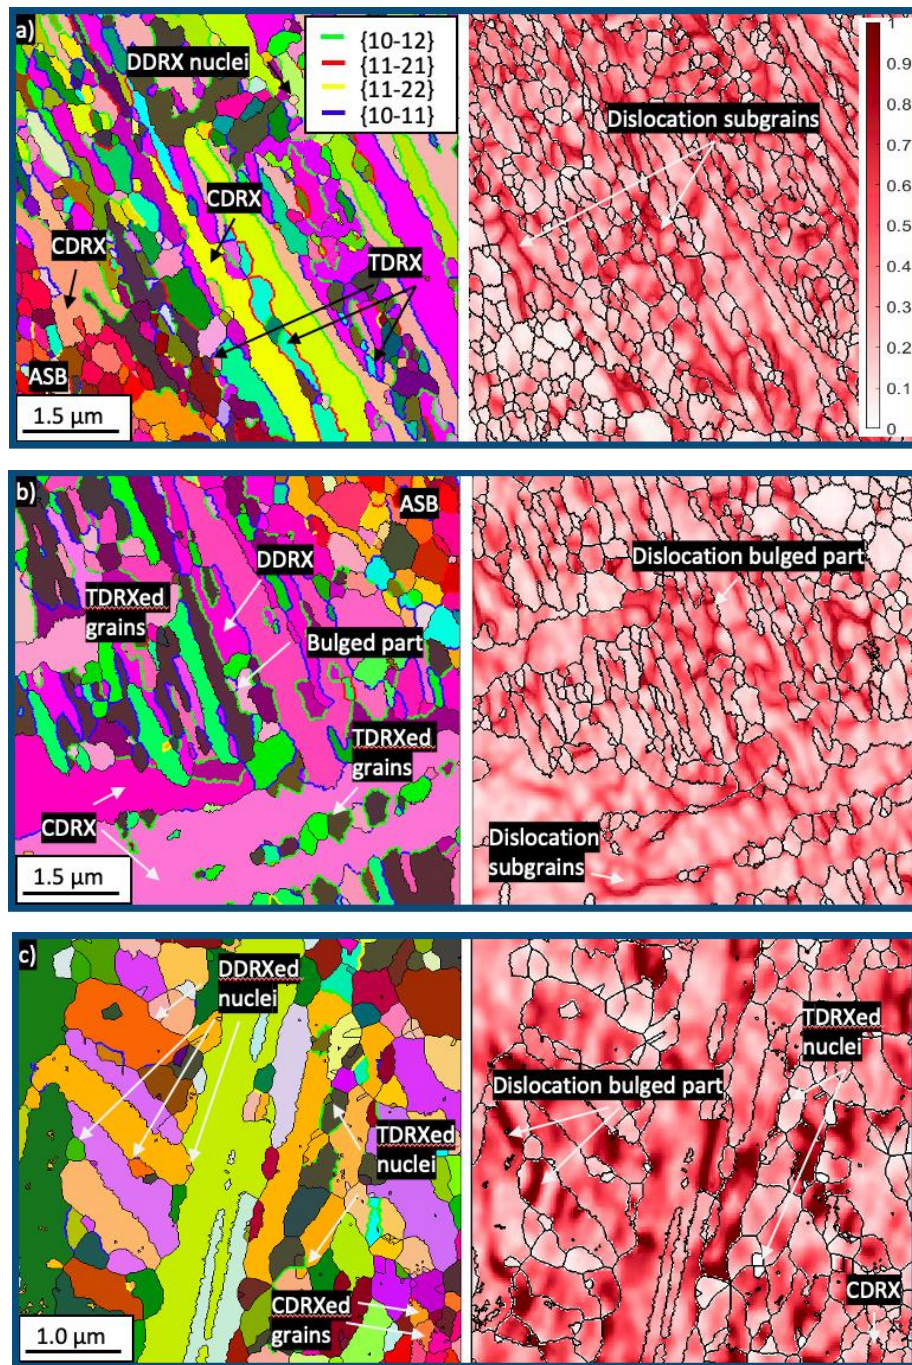 a)
DDRX nuclei
{10-12}
{11-21}
{11-22}
{10-11}
CDRX
CDRX
TDRX
ASB
1.5 µm
Dislocation subgrains
1
0.9
0.8
0.7
0.6
0.5
0.4
0.3
0.2
0.1
0
b)
ASB
DDRX
TDRXed
grains
Bulged part
TDRXed
grains
CDRX
1.5 µm
Dislocation bulged part
Dislocation
subgrains
c)
DDRXed
nuclei
TDRXed
nuclei
CDRXed
grains
1.0 µm
TDRXed
nuclei
Dislocation bulged part
CDRX